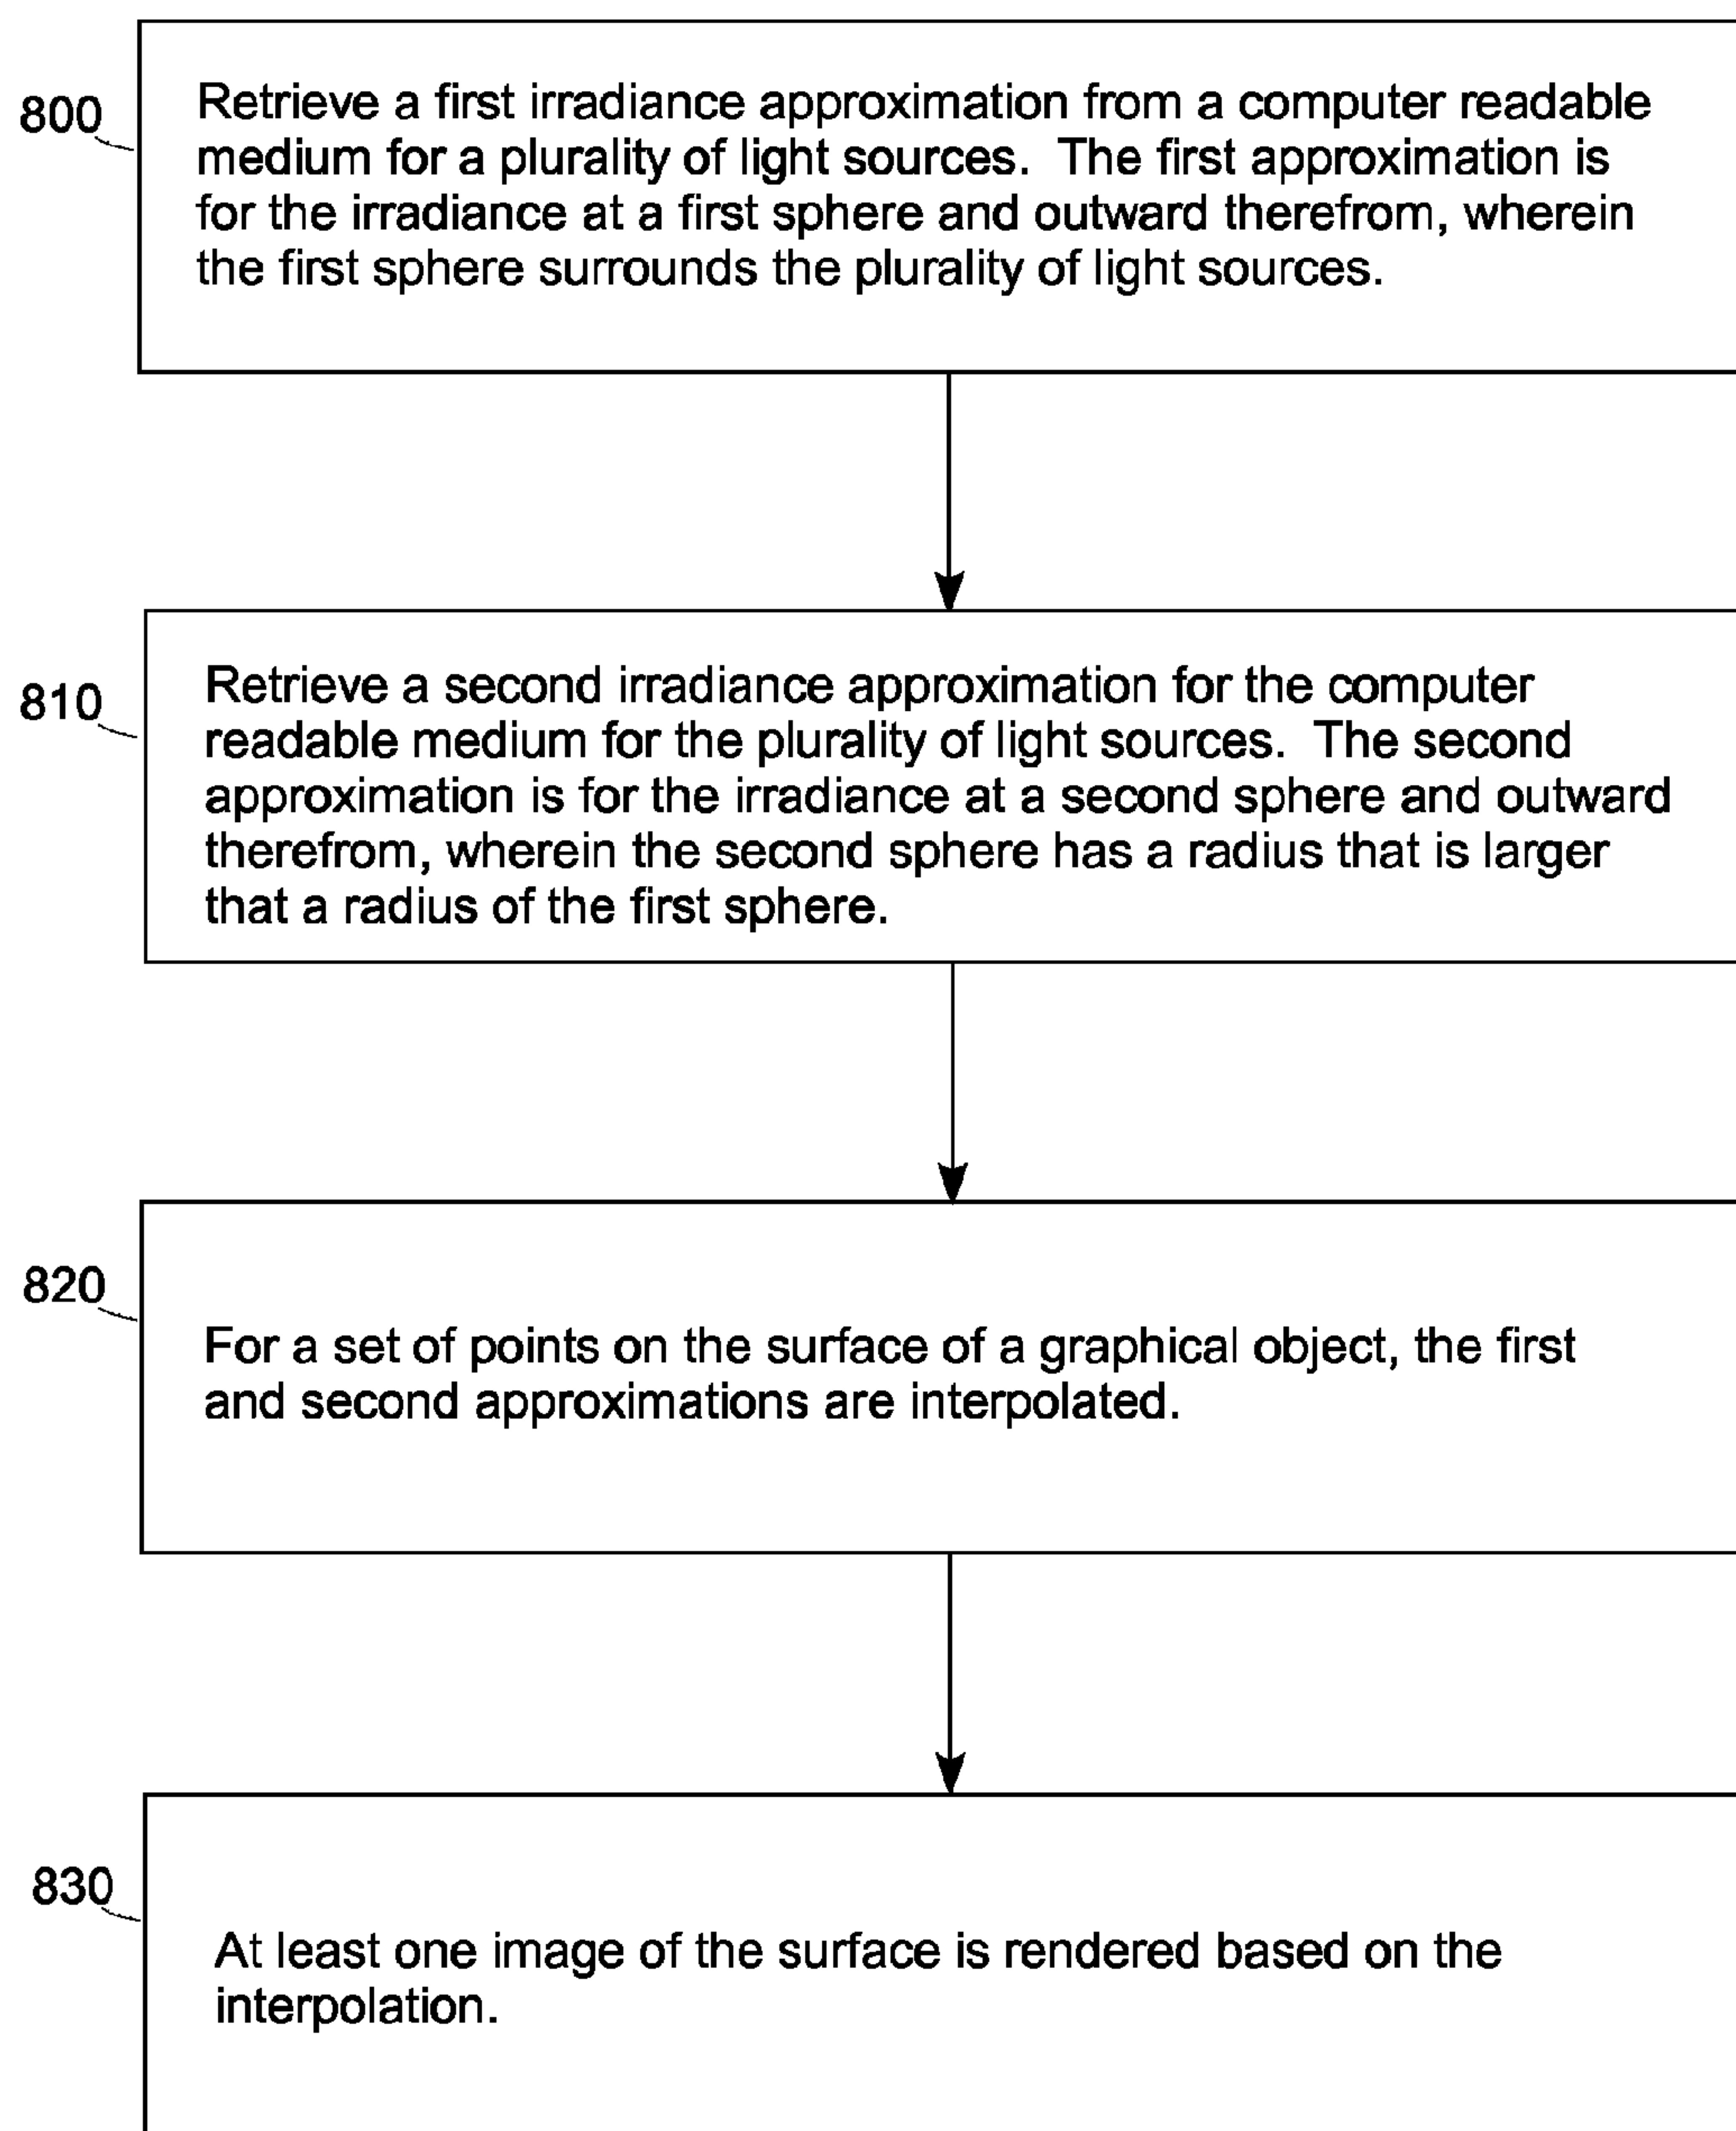 800
Retrieve a first irradiance approximation from a computer readable
medium for a plurality of light sources. The first approximation is
for the irradiance at a first sphere and outward therefrom, wherein
the first sphere surrounds the plurality of light sources.
810
Retrieve a second irradiance approximation for the computer
readable medium for the plurality of light sources. The second
approximation is for the irradiance at a second sphere and outward
therefrom, wherein the second sphere has a radius that is larger
that a radius of the first sphere.
820
For a set of points on the surface of a graphical object, the first
and second approximations are interpolated.
830
At least one image of the surface is rendered based on the
interpolation.